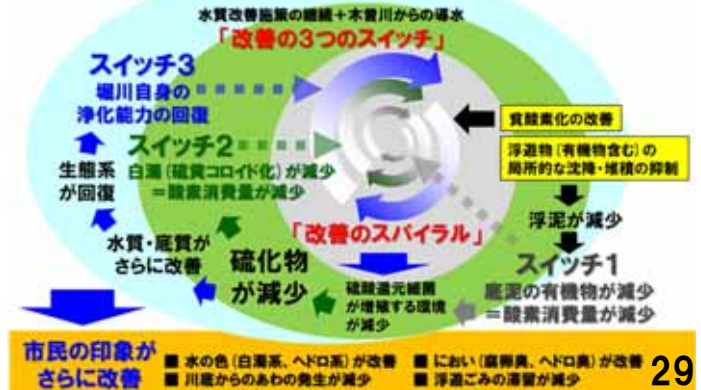 水質改善施策の継続+木曽川からの導水
「改善の3つのスイッチ」
スイッチ3
堀川自身の
浄化能力の回復
スイッチ2
白濁(硫黄コロイド化)が減少
=酸素消費量が減少
生態系
が回復
水質・底質が
さらに改善
硫化物
が減少
「改善のスパイラル」
硫酸還元細菌
が増殖する環境
が減少
貧酸素化の改善
浮遊物(有機物含む)の
局所的な沈降・堆積の抑制
浮泥が減少
スイッチ1
底泥の有機物が減少
=酸素消費量が減少
市民の印象が
さらに改善
■ 水の色(白濁系、ヘドロ系)が改善
■ 川底からのあわの発生が減少
■ におい(腐卵臭、ヘドロ臭)が改善
■ 浮遊ごみの滞留が減少
29